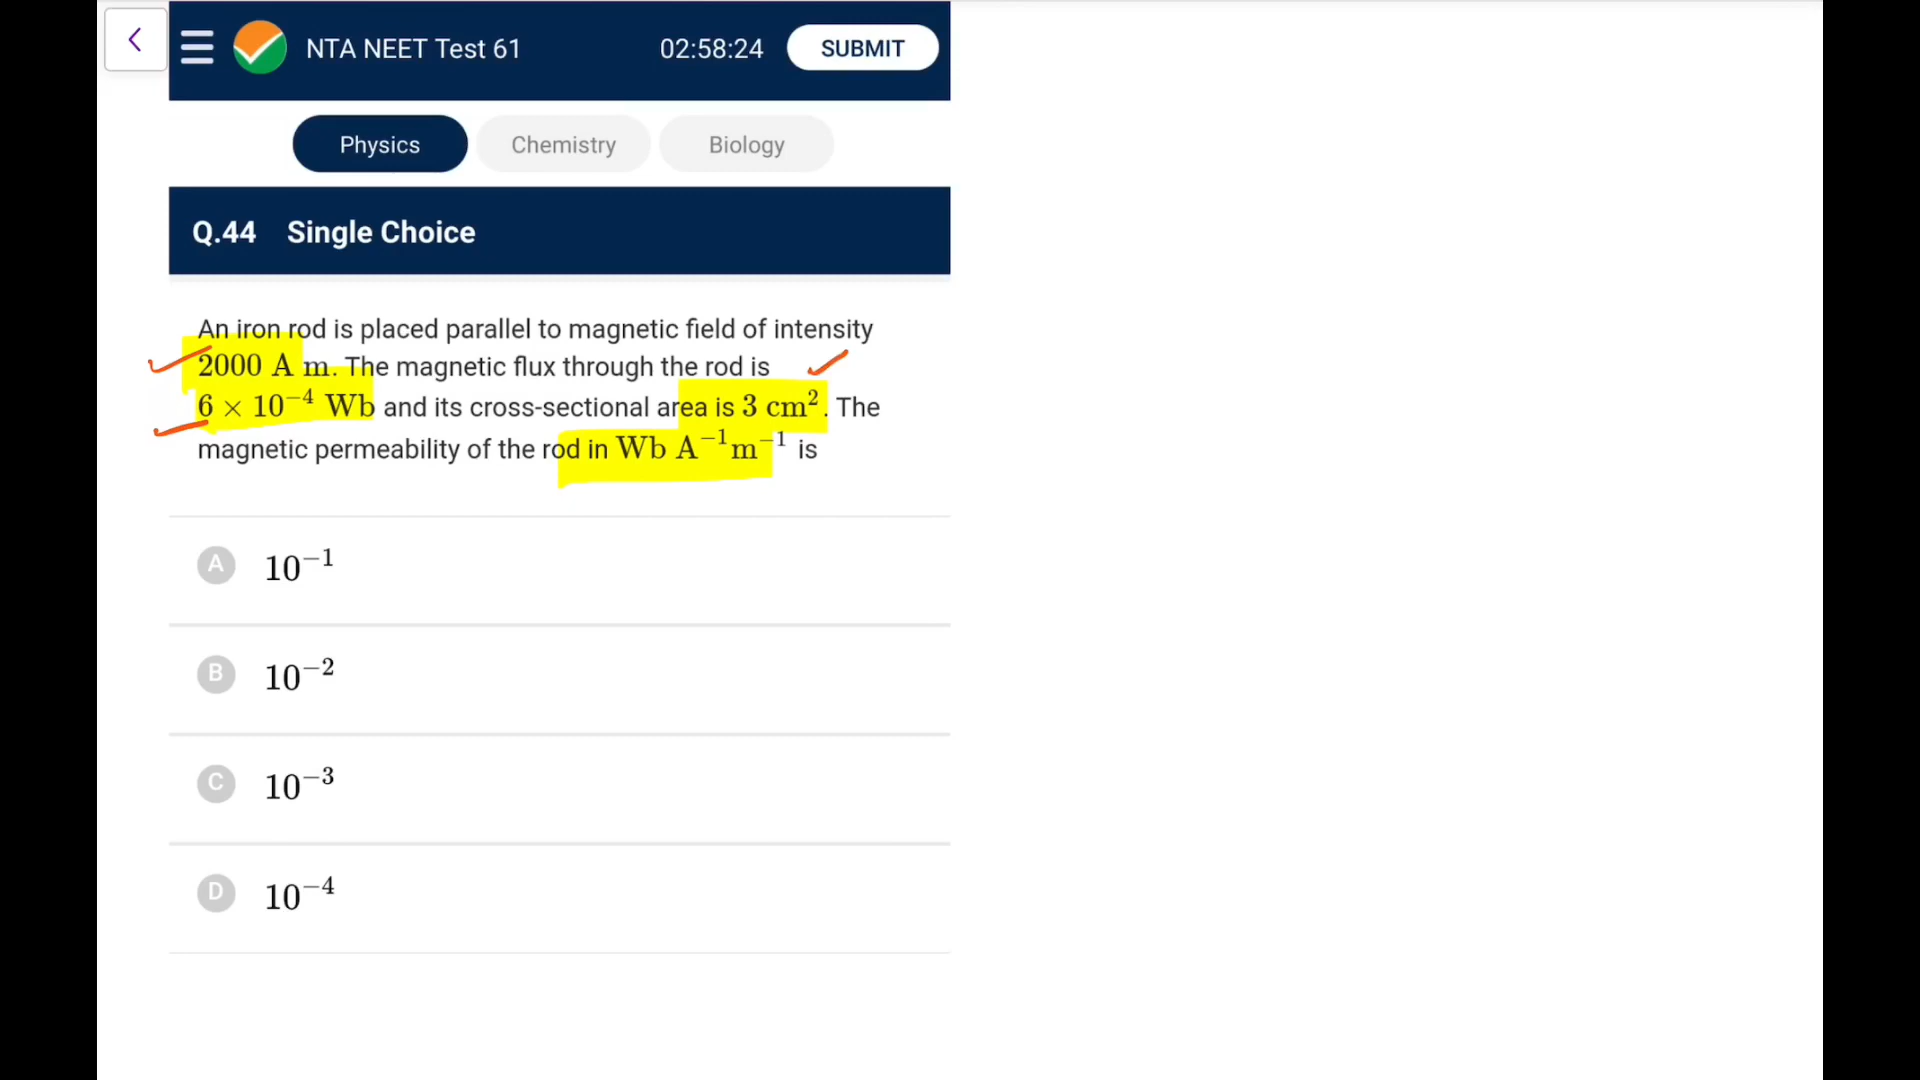 NTA NEET Test 61 02:58:24 SUBMIT
Physics Chemistry Biology
Q.44 Single Choice
An iron rod is placed parallel to magnetic field of intensity
2000 A m. The magnetic flux through the rod is
6 × 10⁻⁴ Wb and its cross-sectional area is 3 cm². The
magnetic permeability of the rod in Wb A⁻¹m⁻¹ is
A 10⁻¹
B 10⁻²
C 10⁻³
D 10⁻⁴